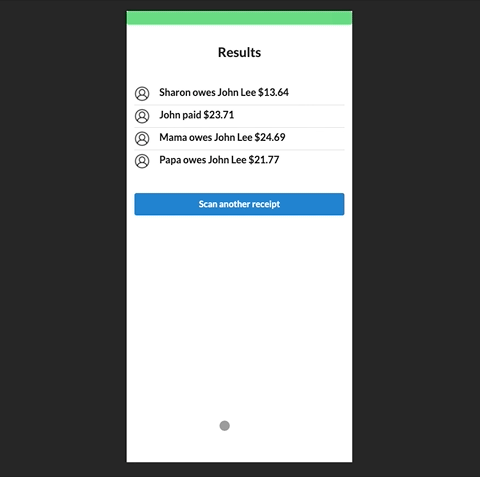 Results
Sharon owes John Lee $13.64
John paid $23.71
Mama owes John Lee $24.69
Papa owes John Lee $21.77
Scan another receipt